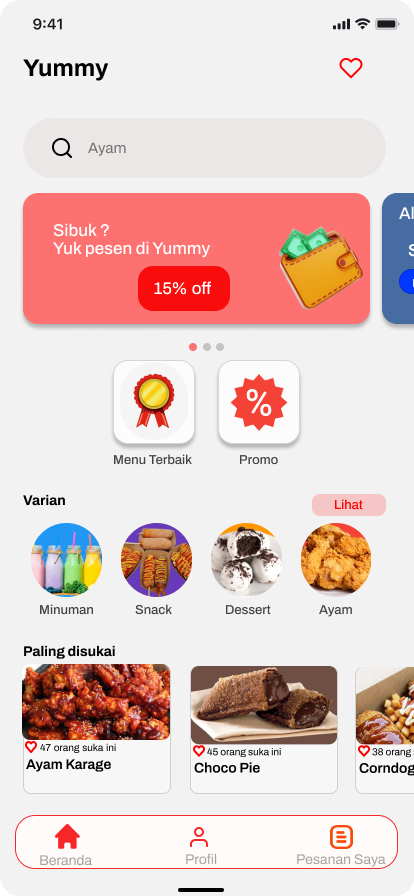 9:41
Yummy
Ayam
Sibuk ?
Yuk pesen di Yummy
15% off
Al
S
Menu Terbaik
Promo
Varian
Lihat
Minuman
Snack
Dessert
Ayam
Paling disukai
47 orang suka ini
Ayam Karage
45 orang suka ini
Choco Pie
38 orang
Corndog
Beranda
Profil
Pesanan Saya